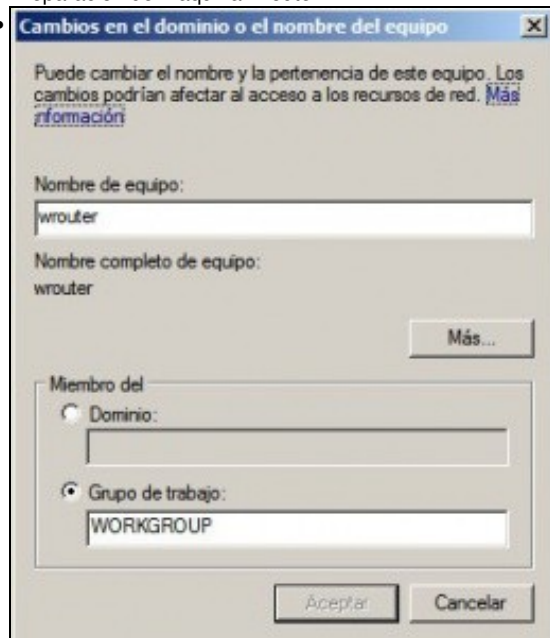 Cambios en el dominio o el nombre del equipo
Puede cambiar el nombre y la pertenencia de este equipo. Los
cambios podrían afectar al acceso a los recursos de red. Más
información
Nombre de equipo:
wrouter
Nombre completo de equipo:
wrouter
Más...
Miembro del
Dominio:
Grupo de trabajo:
WORKGROUP
Aceptar
Cancelar